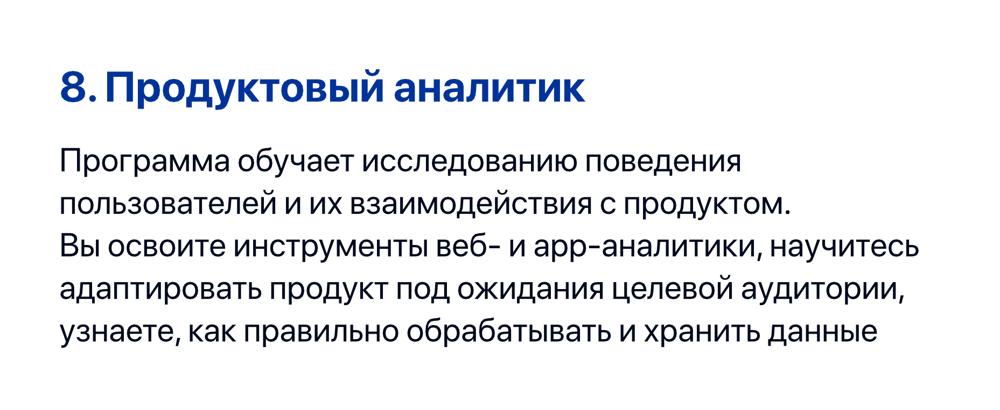 8. Продуктовый аналитик
Программа обучает исследованию поведения
пользователей и их взаимодействия с продуктом.
Вы освоите инструменты веб- и app-аналитики, научитесь
адаптировать продукт под ожидания целевой аудитории,
узнаете, как правильно обрабатывать и хранить данные